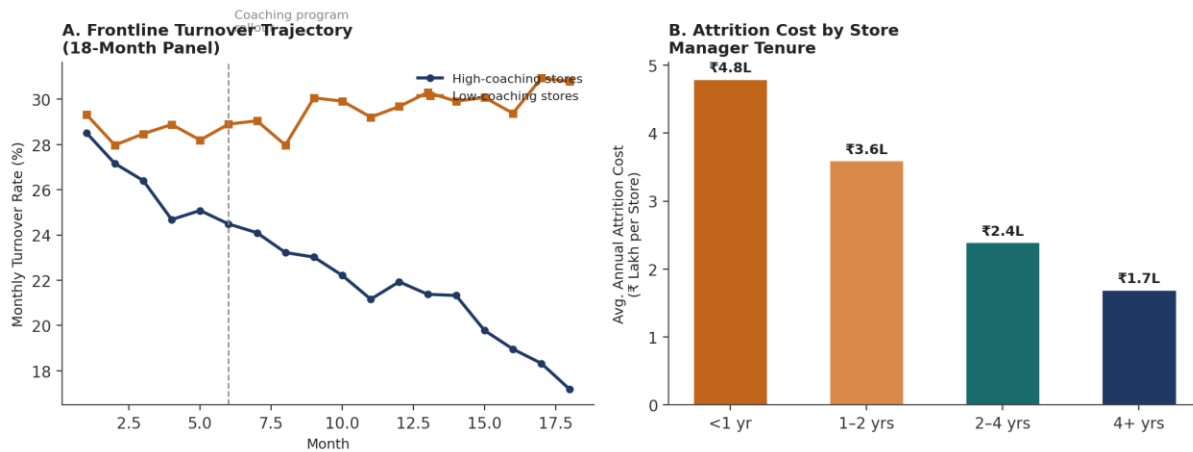 Coaching program
rollout
A. Frontline Turnover Trajectory
(18-Month Panel)
High-coaching stores
Low-coaching stores
Monthly Turnover Rate (%)
30
28
26
24
22
20
18
2.5 5.0 7.5 10.0 12.5 15.0 17.5
Month
B. Attrition Cost by Store
Manager Tenure
Avg. Annual Attrition Cost
(₹ Lakh per Store)
5
4
3
2
1
0
₹4.8L
₹3.6L
₹2.4L
₹1.7L
<1 yr 1–2 yrs 2–4 yrs 4+ yrs